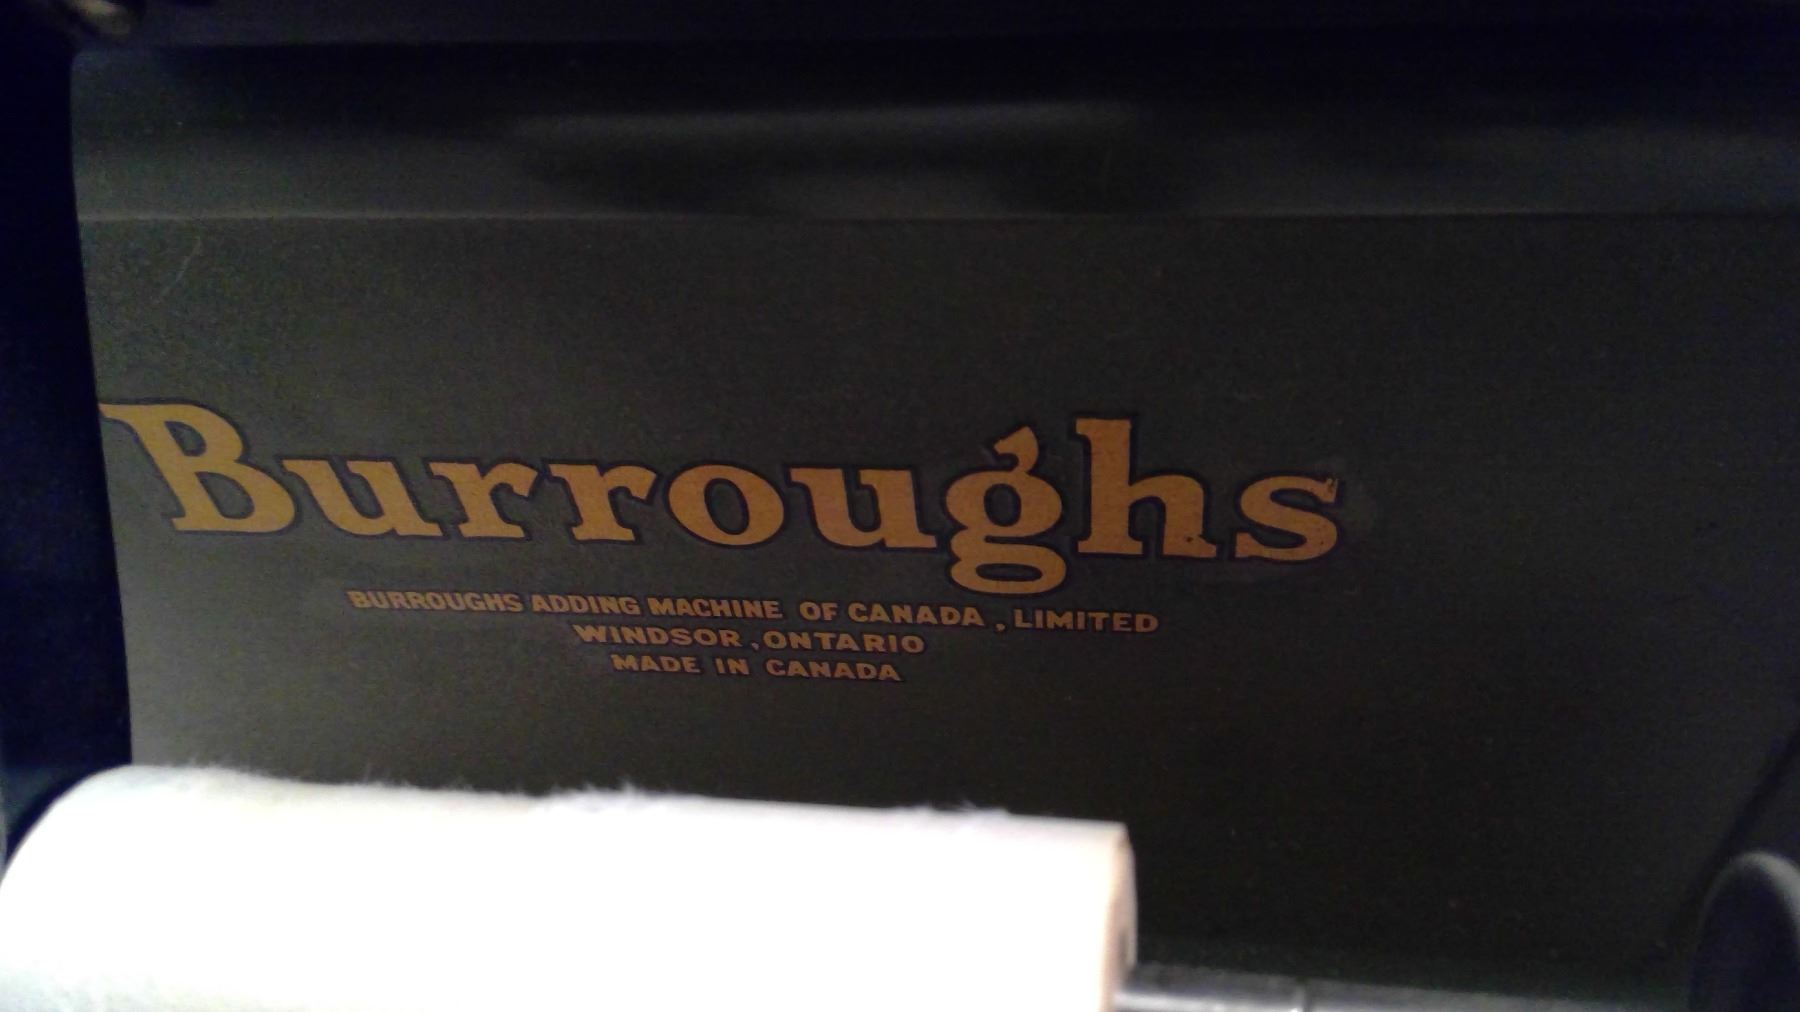 Burroughs
BURROUGHS ADDING MACHINE OF CANADA, LIMITED
WINDSOR, ONTARIO
MADE IN CANADA